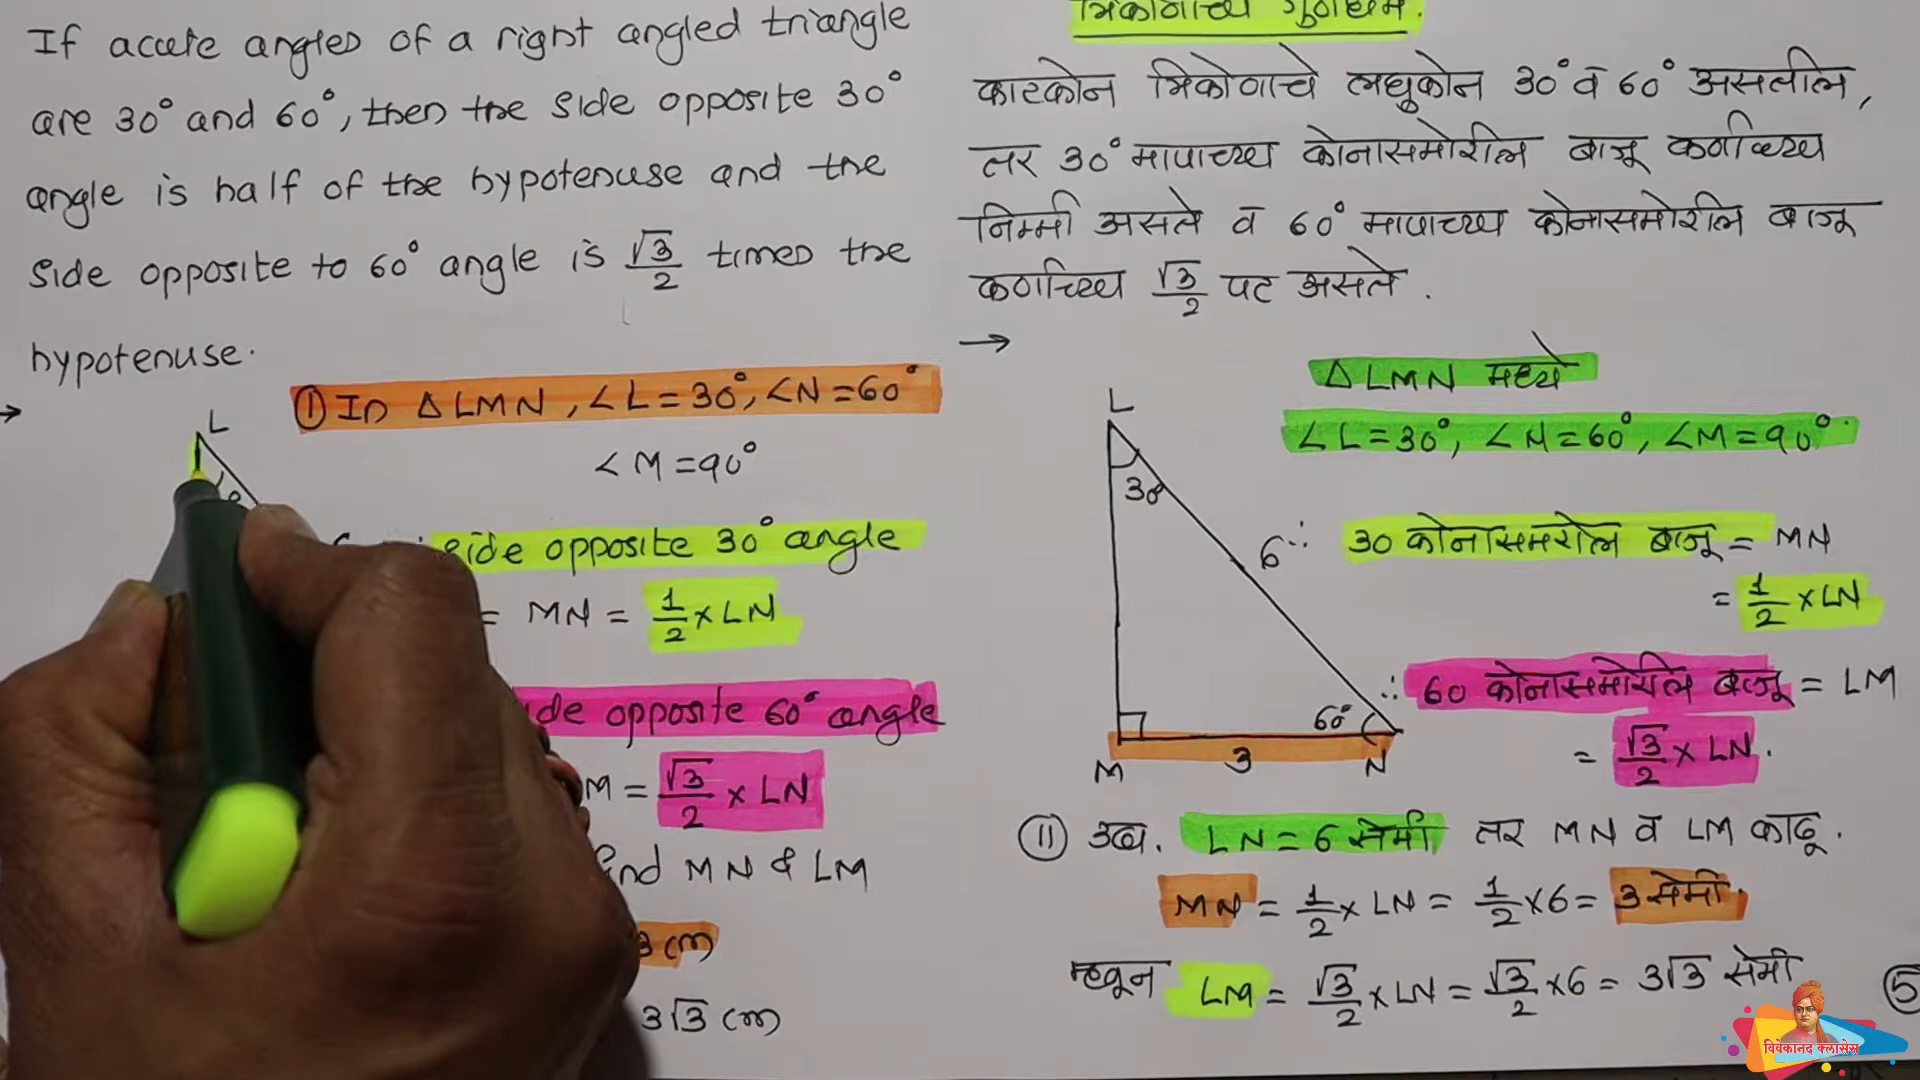 If acute angles of a right angled triangle
are 30° and 60°, then the side opposite 30°
angle is half of the hypotenuse and the
side opposite to 60° angle is √3/2 times the
hypotenuse.
→
L
① In △LMN, ∠L=30°, ∠N=60°
∠M=90°
side opposite 30° angle
= MN = 1/2 × LN
opposite 60° angle
M = √3/2 × LN
find MN & LM
3 cm
3√3 cm
त्रिकोणाचा गुणधर्म.
काटकोन त्रिकोणाचे लघुकोन 30° व 60° असतील,
तर 30° मापाच्या कोनासमोरील बाजू कर्णाच्या
निम्मी असते व 60° मापाच्या कोनासमोरील बाजू
कर्णाच्या √3/2 पट असते.
→
△LMN मध्ये
∠L=30°, ∠N=60°, ∠M=90°
L
30°
6
60°
M
3
N
∴ 30 कोनासमरोल बाजू = MN
= 1/2 × LN
∴ 60 कोनासमोरील बाजू = LM
= √3/2 × LN.
⑪ उदा. LN=6 सेमी तर MN व LM काढू.
MN = 1/2 × LN = 1/2 × 6 = 3 सेमी.
म्हणून LM = √3/2 × LN = √3/2 × 6 = 3√3 सेमी
⑤
विवेकानंद क्लासेस